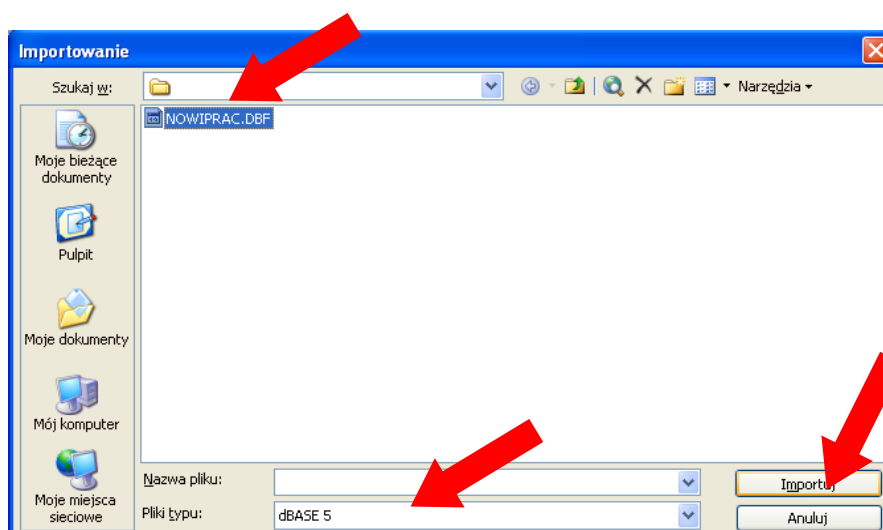 Importowanie
Szukaj w:
Narzędzia
NOWIPRAC.DBF
Moje bieżące
dokumenty
Pulpit
Moje dokumenty
Mój komputer
Moje miejsca
sieciowe
Nazwa pliku:
Importuj
Pliki typu:
dBASE 5
Anuluj